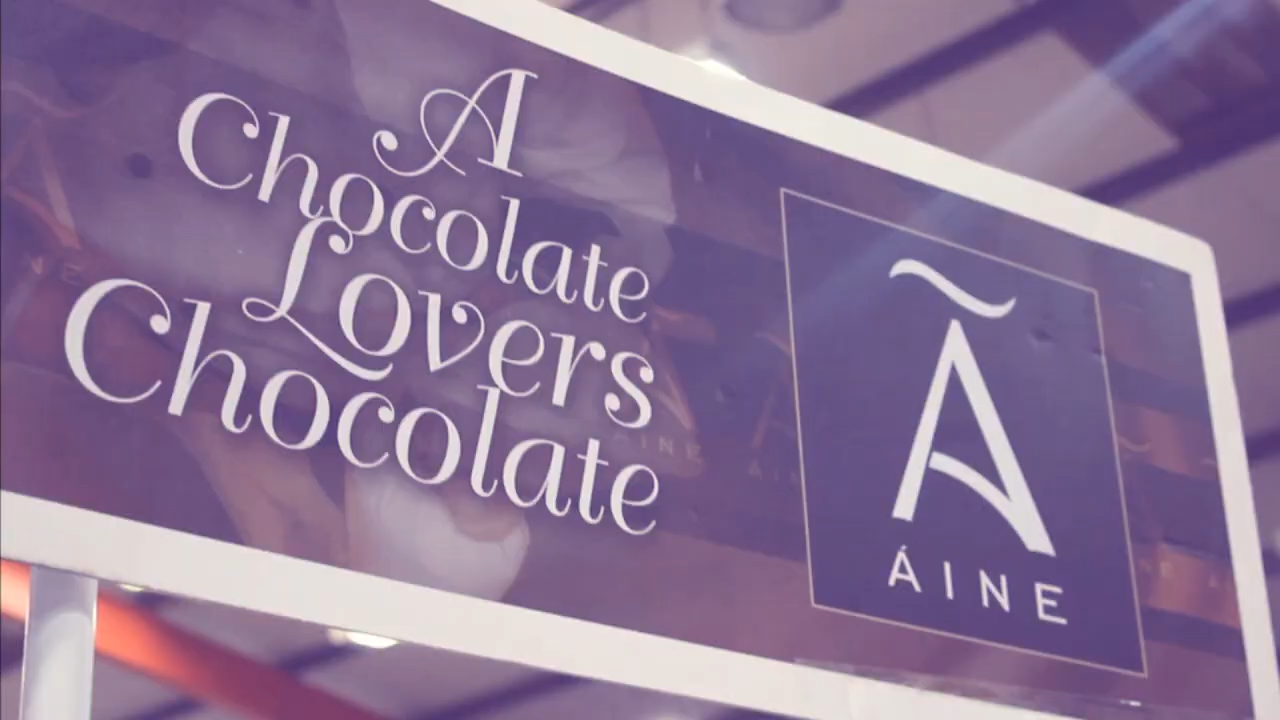 A
Chocolate
Lovers
Chocolate
Ã
ÁINE